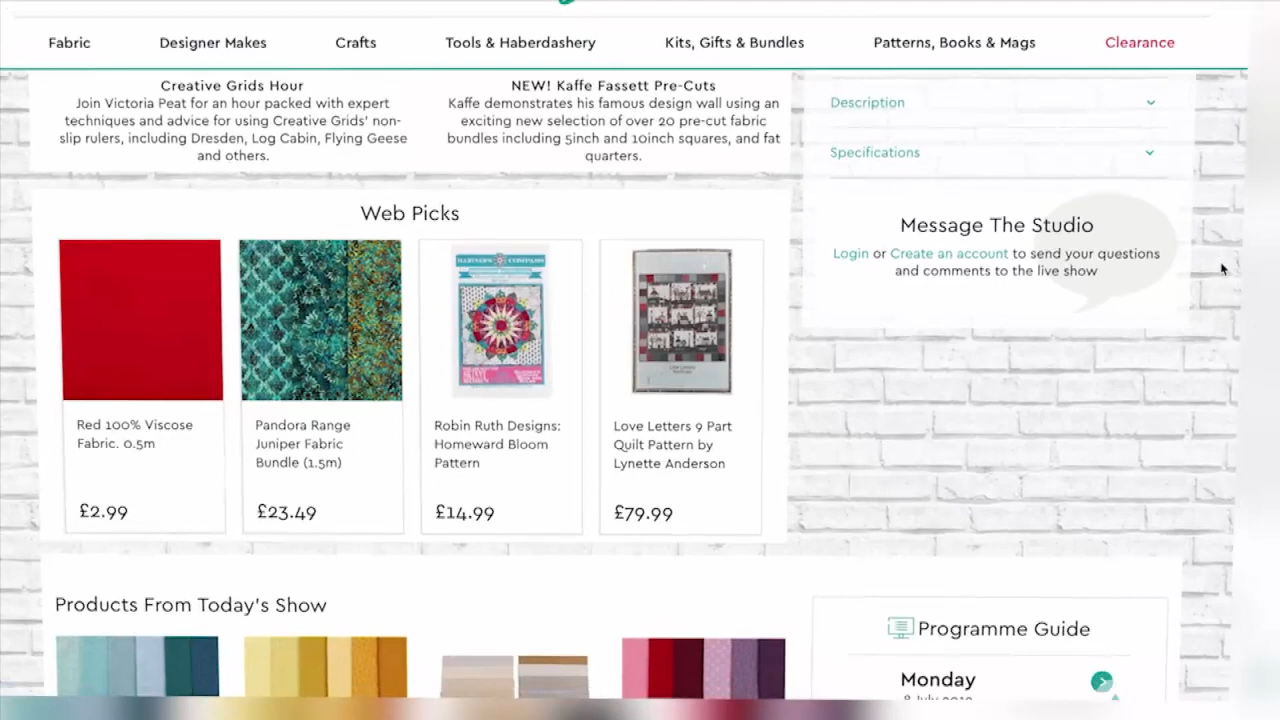 Fabric
Designer Makes
Crafts
Tools & Haberdashery
Kits, Gifts & Bundles
Patterns, Books & Mags
Clearance
Creative Grids Hour
Join Victoria Peat for an hour packed with expert
techniques and advice for using Creative Grids' non-
slip rulers, including Dresden, Log Cabin, Flying Geese
and others.
NEW! Kaffe Fassett Pre-Cuts
Kaffe demonstrates his famous design wall using an
exciting new selection of over 20 pre-cut fabric
bundles including 5inch and 10inch squares, and fat
quarters.
Description
Specifications
Message The Studio
Login or Create an account to send your questions
and comments to the live show
Web Picks
Red 100% Viscose
Fabric. 0.5m
£2.99
Pandora Range
Juniper Fabric
Bundle (1.5m)
£23.49
MARINER'S COMPASS
Robin Ruth Designs:
Homeward Bloom
Pattern
£14.99
Love Letters 9 Part
Quilt Pattern by
Lynette Anderson
£79.99
Products From Today's Show
Programme Guide
Monday
8 July 2019